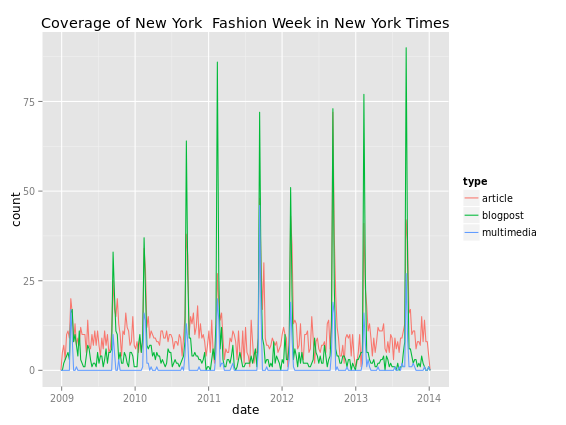 Coverage of New York  Fashion Week in New York Times
75
50
25
0
count
2009 2010 2011 2012 2013 2014
date
type
article
blogpost
multimedia